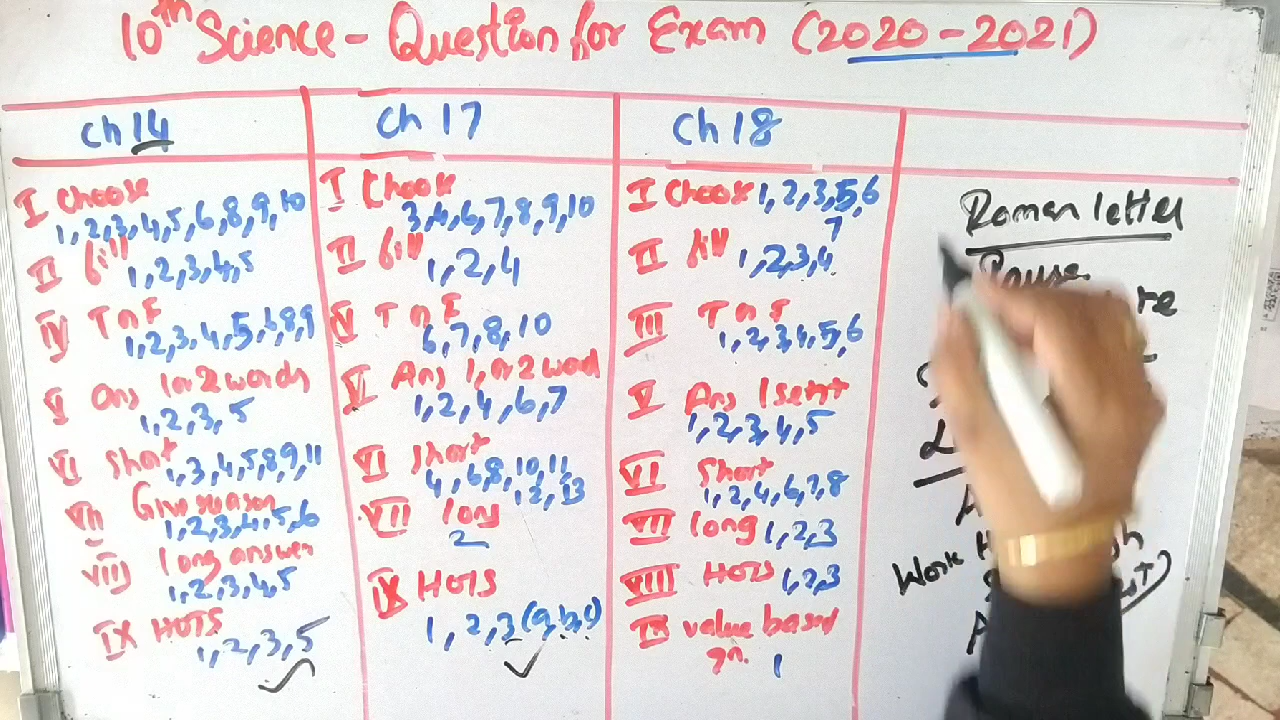 10th Science - Question for Exam (2020 - 2021)
Ch 14
I Choose
1, 2, 3, 4, 5, 6, 8, 9, 10
II fill
1, 2, 3, 4, 5
IV T or F
1, 2, 3, 4, 5, 6, 8, 9
V Ans 1 or 2 words
1, 2, 3, 5
VI Short
1, 3, 4, 5, 8, 9, 11
VII Give reason
1, 2, 3, 4, 5, 6
VIII long answer
1, 2, 3, 4, 5
IX HOTS
1, 2, 3, 5
Ch 17
I Choose
3, 4, 6, 7, 8, 9, 10
II fill
1, 2, 4
IV T or F
6, 7, 8, 10
V Ans 1, or 2 word
1, 2, 4, 6, 7
VI Short
4, 6, 8, 10, 11,
12, 13
VII long
2
IX HOTS
1, 2, 3
Ch 18
I Choose 1, 2, 3, 5, 6
7
II fill
1, 2, 3, 4
III T or F
1, 2, 3, 4, 5, 6
V Ans 1 sent
1, 2, 3, 4, 5
VI Short
1, 2, 4, 6, 7, 8
VII long 1, 2, 3
VIII HOTS 1, 2, 3
IX value based
qn. 1
Roman letter
Pause
Work